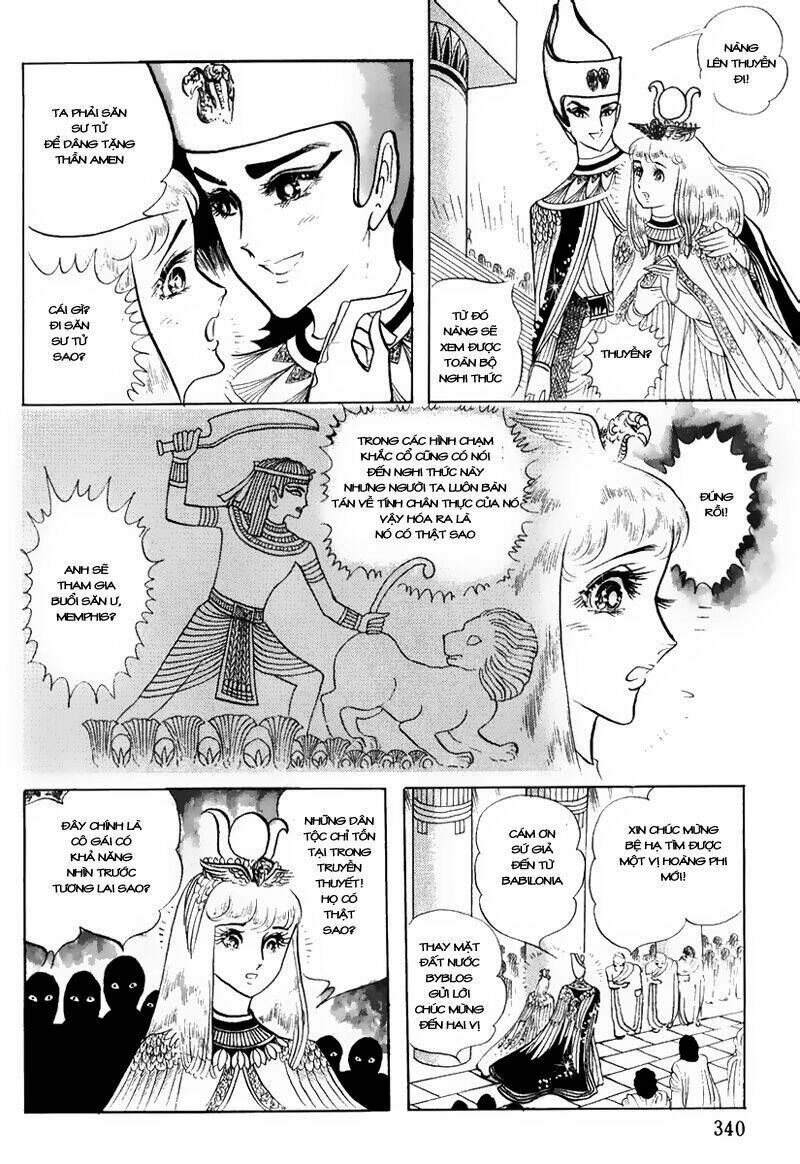 NÀNG
LÊN THUYỀN
ĐI!
TỪ ĐÓ
NÀNG SẼ
XEM ĐƯỢC
TOÀN BỘ
NGHI THỨC
THUYỀN?
TA PHẢI SĂN
SƯ TỬ
ĐỂ DÂNG TẶNG
THẦN AMEN
CÁI GÌ?
ĐI SĂN
SƯ TỬ
SAO?
ĐÚNG
RỒI!
TRONG CÁC HÌNH CHẠM
KHẮC CỔ CŨNG CÓ NÓI
ĐẾN NGHI THỨC NÀY
NHƯNG NGƯỜI TA LUÔN BÀN
TÁN VỀ TÍNH CHÂN THỰC CỦA NÓ
VẬY HÓA RA LÀ
NÓ CÓ THẬT SAO
ANH SẼ
THAM GIA
BUỔI SĂN Ư,
MEMPHIS?
XIN CHÚC MỪNG
BỆ HẠ TÌM ĐƯỢC
MỘT VỊ HOÀNG PHI
MỚI!
CÁM ƠN
SỨ GIẢ
ĐẾN TỪ
BABILONIA
THAY MẶT
ĐẤT NƯỚC
BYBLOS
GỬI LỜI
CHÚC MỪNG
ĐẾN HAI VỊ
NHỮNG DÂN
TỘC CHỈ TỒN
TẠI TRONG
TRUYỀN
THUYẾT!
HỌ CÓ
THẬT
SAO?
ĐÂY CHÍNH LÀ
CÔ GÁI CÓ
KHẢ NĂNG
NHÌN TRƯỚC
TƯƠNG LAI SAO?
340